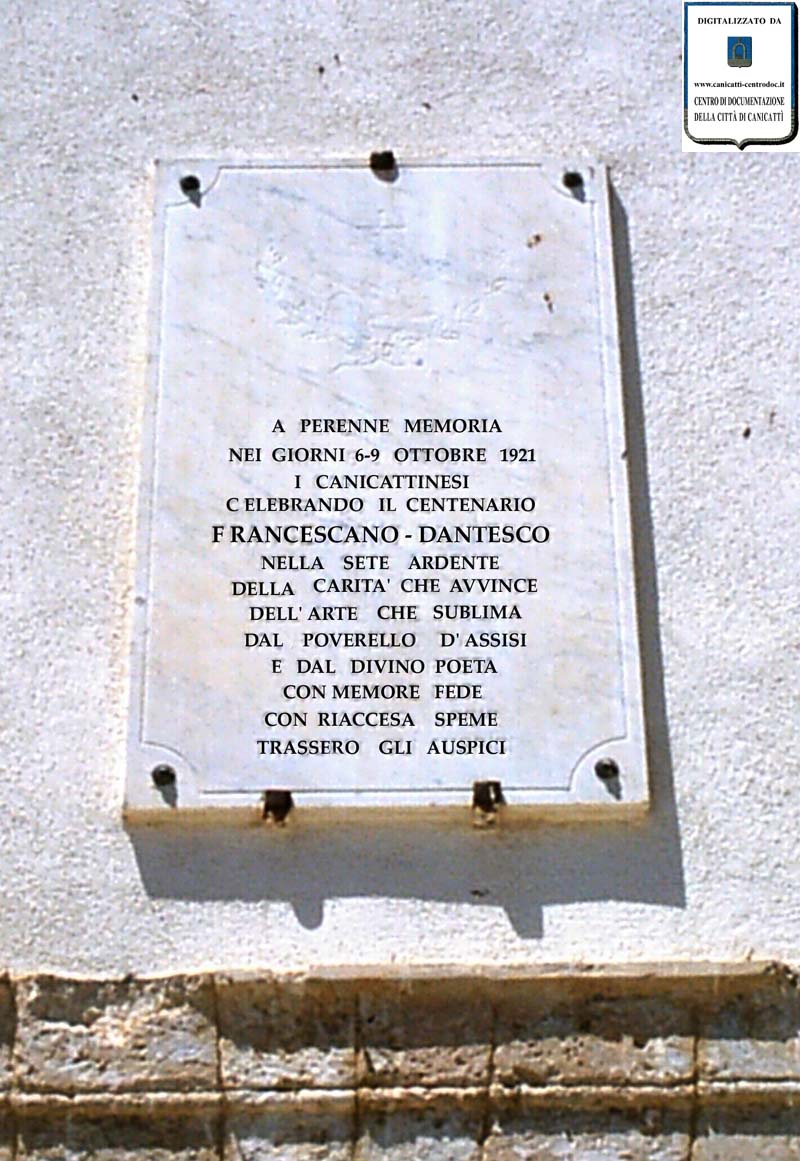 DIGITALIZZATO DA
www.canicatti-centrodoc.it
CENTRO DI DOCUMENTAZIONE
DELLA CITTÀ DI CANICATTÌ
A PERENNE MEMORIA
NEI GIORNI 6-9 OTTOBRE 1921
I CANICATTINESI
CELEBRANDO IL CENTENARIO
FRANCESCANO - DANTESCO
NELLA SETE ARDENTE
DELLA CARITA' CHE AVVINCE
DELL' ARTE CHE SUBLIMA
DAL POVERELLO D' ASSISI
E DAL DIVINO POETA
CON MEMORE FEDE
CON RIACCESA SPEME
TRASSERO GLI AUSPICI